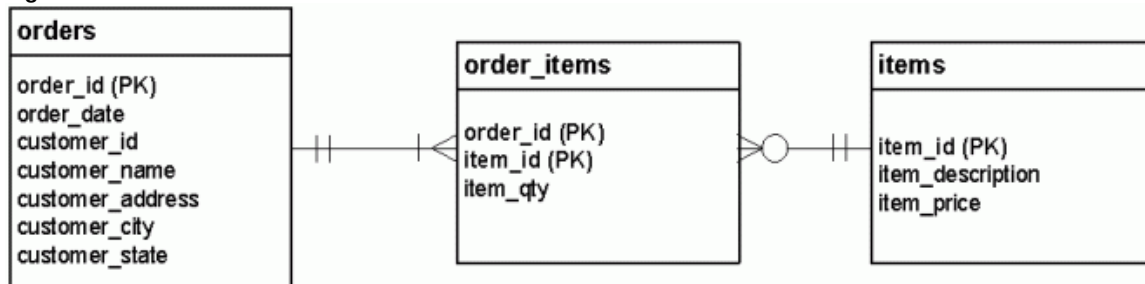 orders
order_id (PK)
order_date
customer_id
customer_name
customer_address
customer_city
customer_state
order_items
order_id (PK)
item_id (PK)
item_qty
items
item_id (PK)
item_description
item_price